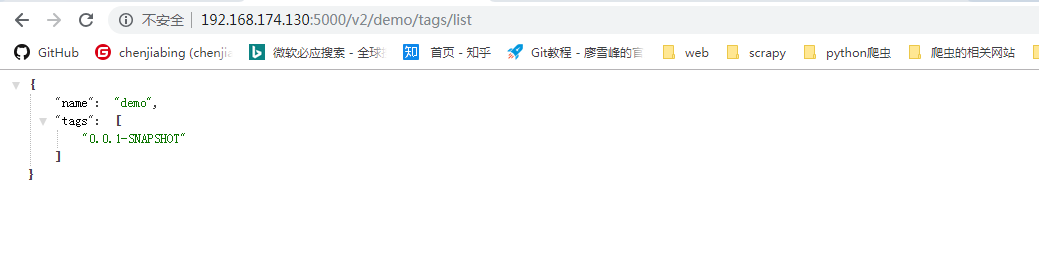 不安全 192.168.174.130:5000/v2/demo/tags/list
GitHub chenjiabing (chenjia 微软必应搜索 - 全球 首页 - 知乎 Git教程 - 廖雪峰的官 web scrapy python爬虫 爬虫的相关网站
{
"name": "demo",
"tags": [
"0.0.1-SNAPSHOT"
]
}